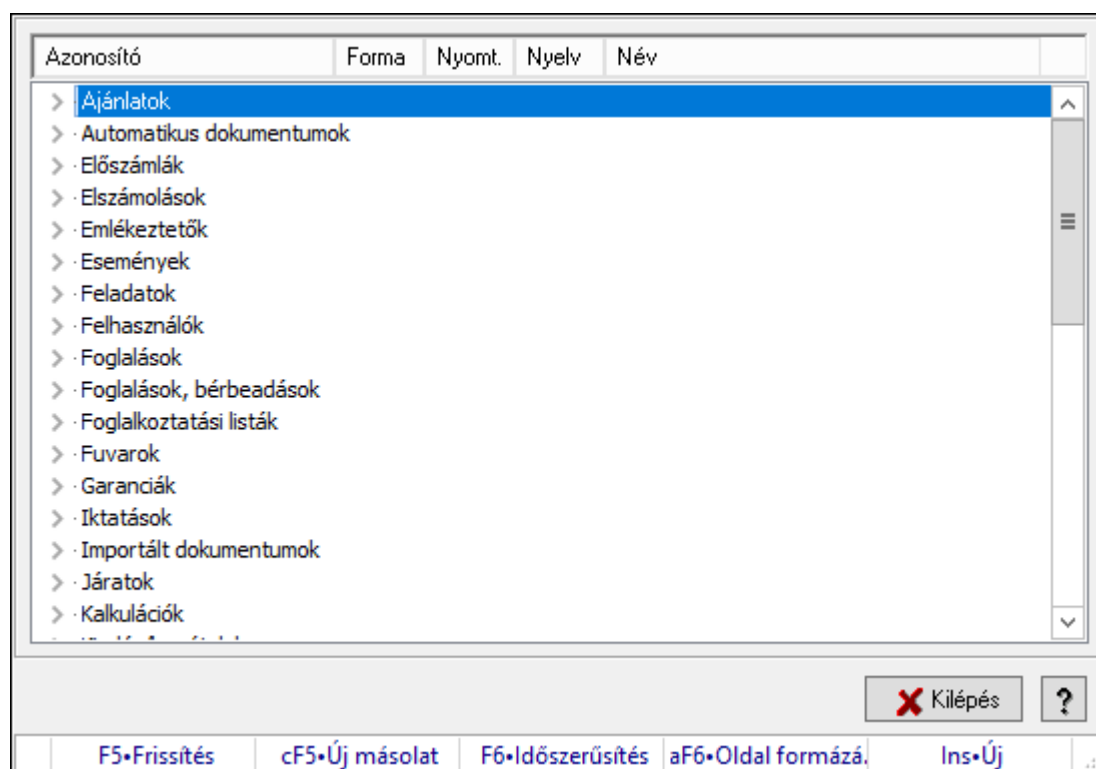 Azonosító Forma Nyomt. Nyelv Név
Ajánlatok
Automatikus dokumentumok
Előszámlák
Elszámolások
Emlékeztetők
Események
Feladatok
Felhasználók
Foglalások
Foglalások, bérbeadások
Foglalkoztatási listák
Fuvarok
Garanciák
Iktatások
Importált dokumentumok
Járatok
Kalkulációk
Kilépés ?
F5•Frissítés cF5•Új másolat F6•Időszerűsítés aF6•Oldal formázá. Ins•Új